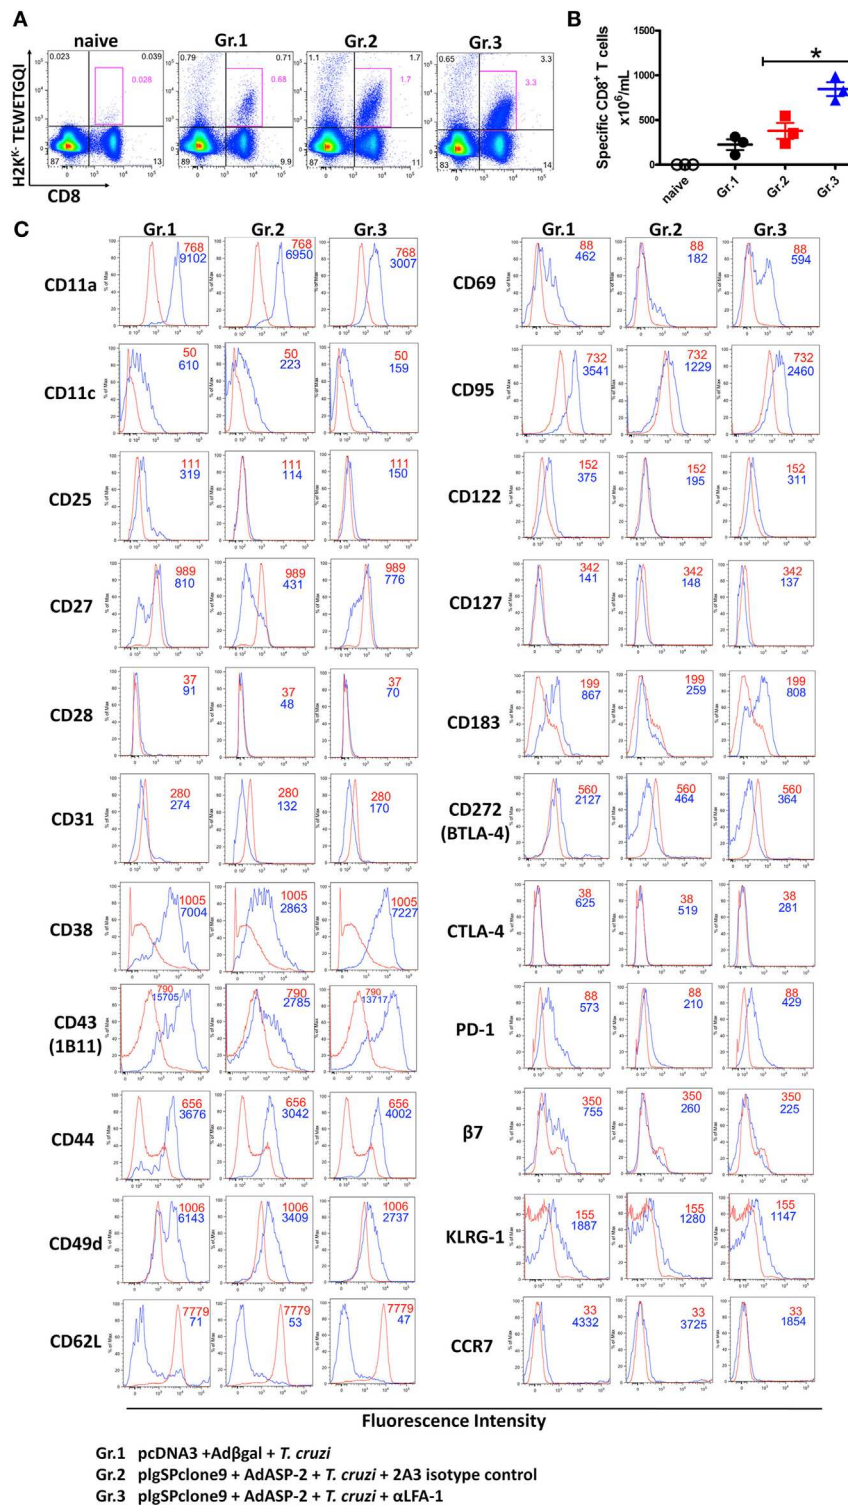 A
B
naive
Gr.1
Gr.2
Gr.3
H2Kᴷ- TEWETGQI
CD8
0.023
0.039
0.028
87
13
0.79
0.71
0.68
89
9.9
1.1
1.7
1.7
87
11
0.65
3.3
3.3
83
14
Specific CD8⁺ T cells
x10⁶/mL
1500
1000
500
0
*
naive
Gr.1
Gr.2
Gr.3
C
Gr.1 Gr.2 Gr.3
Gr.1 Gr.2 Gr.3
CD11a
768 768 768
9102 6950 3007
CD11c
50 50 50
610 223 159
CD25
111 111 111
319 114 150
CD27
989 989 989
810 431 776
CD28
37 37 37
91 48 70
CD31
280 280 280
274 132 170
CD38
1005 1005 1005
7004 2863 7227
CD43
(1B11)
790 790 790
15705 2785 13717
CD44
656 656 656
3676 3042 4002
CD49d
1006 1006 1006
6143 3409 2737
CD62L
7779 7779 7779
71 53 47
CD69
88 88 88
462 182 594
CD95
732 732 732
3541 1229 2460
CD122
152 152 152
375 195 311
CD127
342 342 342
141 148 137
CD183
199 199 199
867 259 808
CD272
(BTLA-4)
560 560 560
2127 464 364
CTLA-4
38 38 38
625 519 281
PD-1
88 88 88
573 210 429
β7
350 350 350
755 260 225
KLRG-1
155 155 155
1887 1280 1147
CCR7
33 33 33
4332 3725 1854
Fluorescence Intensity
Gr.1 pcDNA3 +Adβgal + T. cruzi
Gr.2 pIgSPclone9 + AdASP-2 + T. cruzi + 2A3 isotype control
Gr.3 pIgSPclone9 + AdASP-2 + T. cruzi + αLFA-1